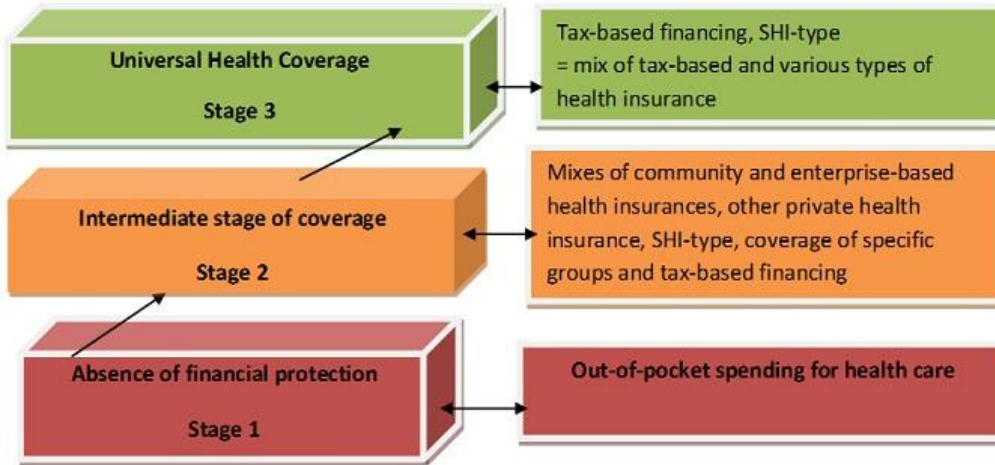 Universal Health Coverage
Stage 3
Tax-based financing, SHI-type
= mix of tax-based and various types of
health insurance
Intermediate stage of coverage
Stage 2
Mixes of community and enterprise-based
health insurances, other private health
insurance, SHI-type, coverage of specific
groups and tax-based financing
Absence of financial protection
Stage 1
Out-of-pocket spending for health care